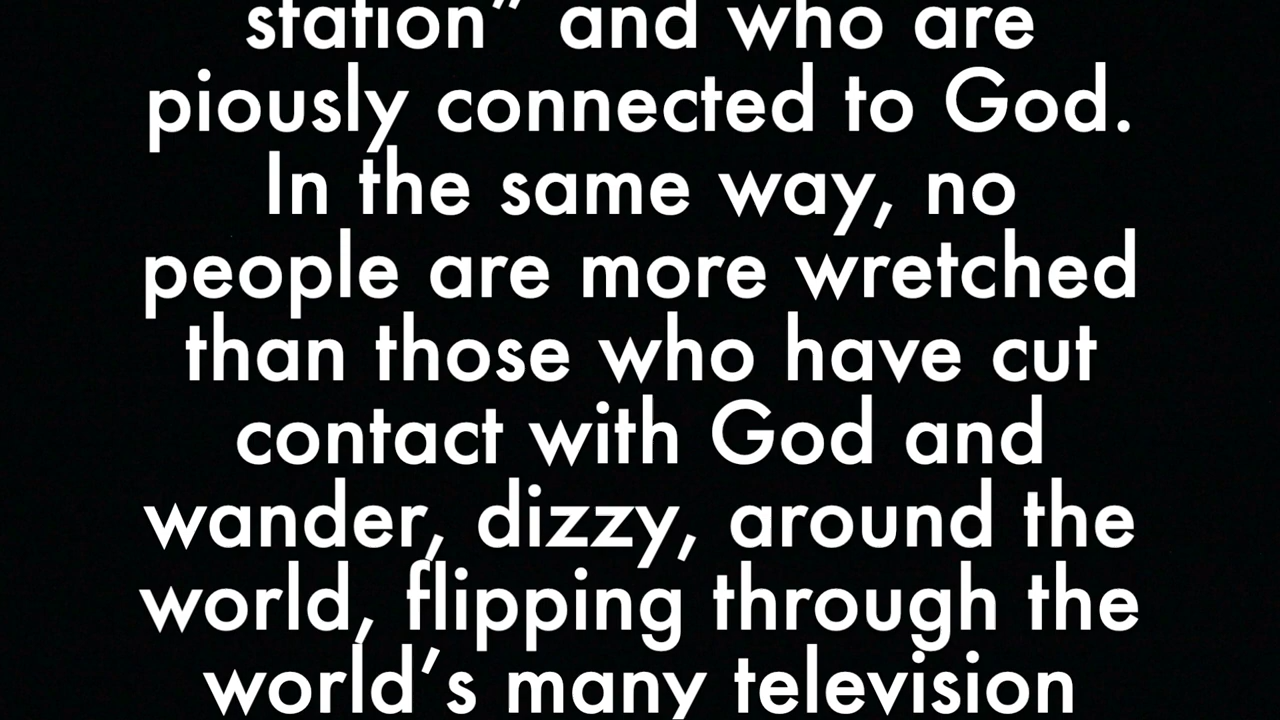 station” and who are
piously connected to God.
In the same way, no
people are more wretched
than those who have cut
contact with God and
wander, dizzy, around the
world, flipping through the
world’s many television